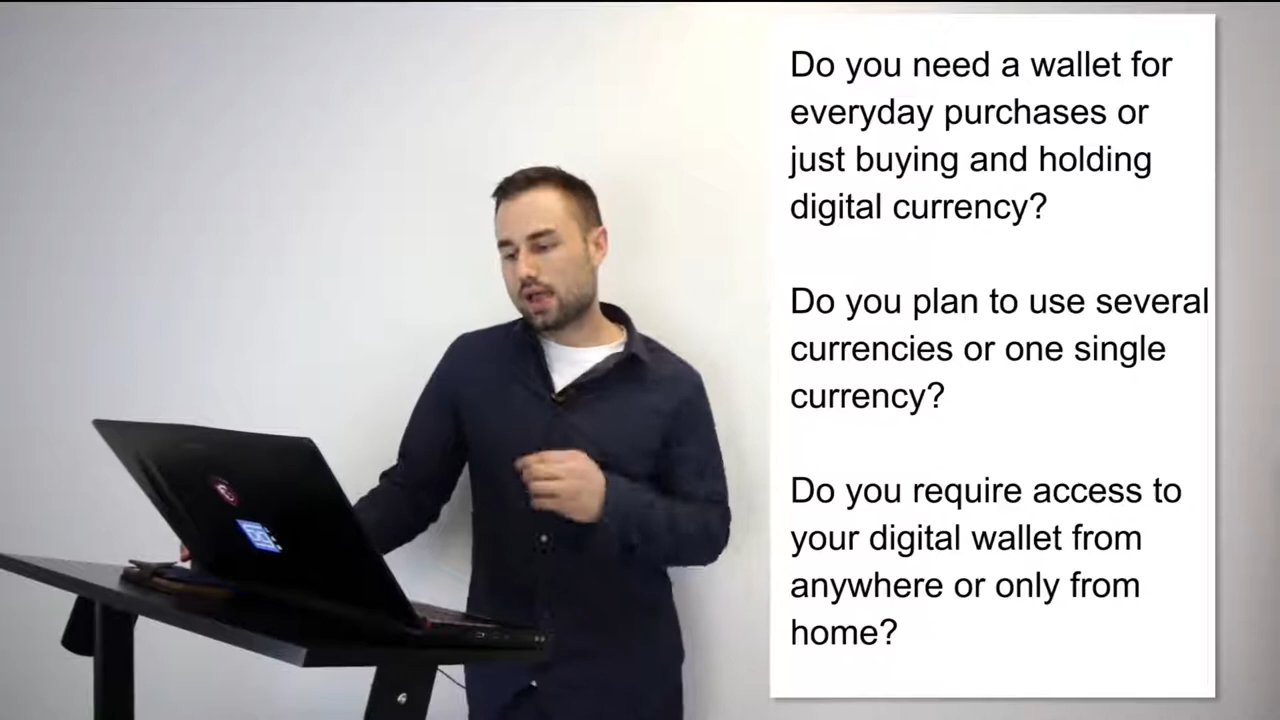 Do you need a wallet for
everyday purchases or
just buying and holding
digital currency?
Do you plan to use several
currencies or one single
currency?
Do you require access to
your digital wallet from
anywhere or only from
home?